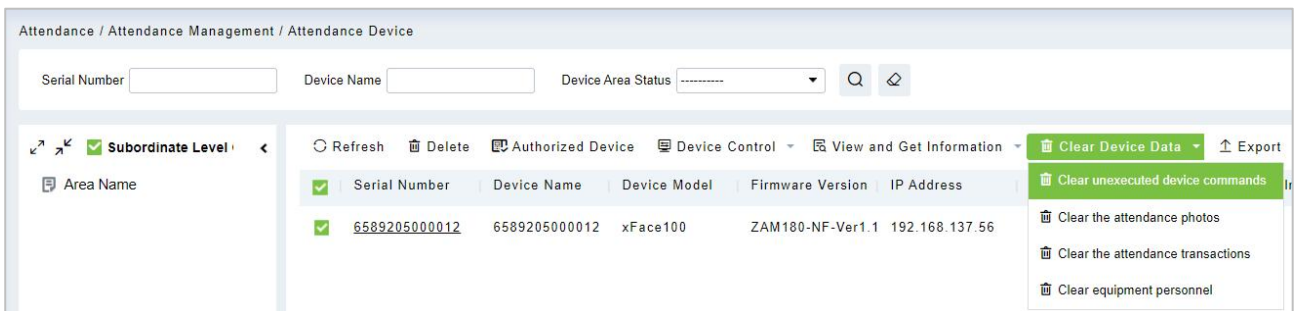 Attendance / Attendance Management / Attendance Device
Serial Number Device Name Device Area Status ----------
Subordinate Level Refresh Delete Authorized Device Device Control View and Get Information Clear Device Data Export
Area Name Serial Number Device Name Device Model Firmware Version IP Address Clear unexecuted device commands
6589205000012 6589205000012 xFace100 ZAM180-NF-Ver1.1 192.168.137.56 Clear the attendance photos
Clear the attendance transactions
Clear equipment personnel